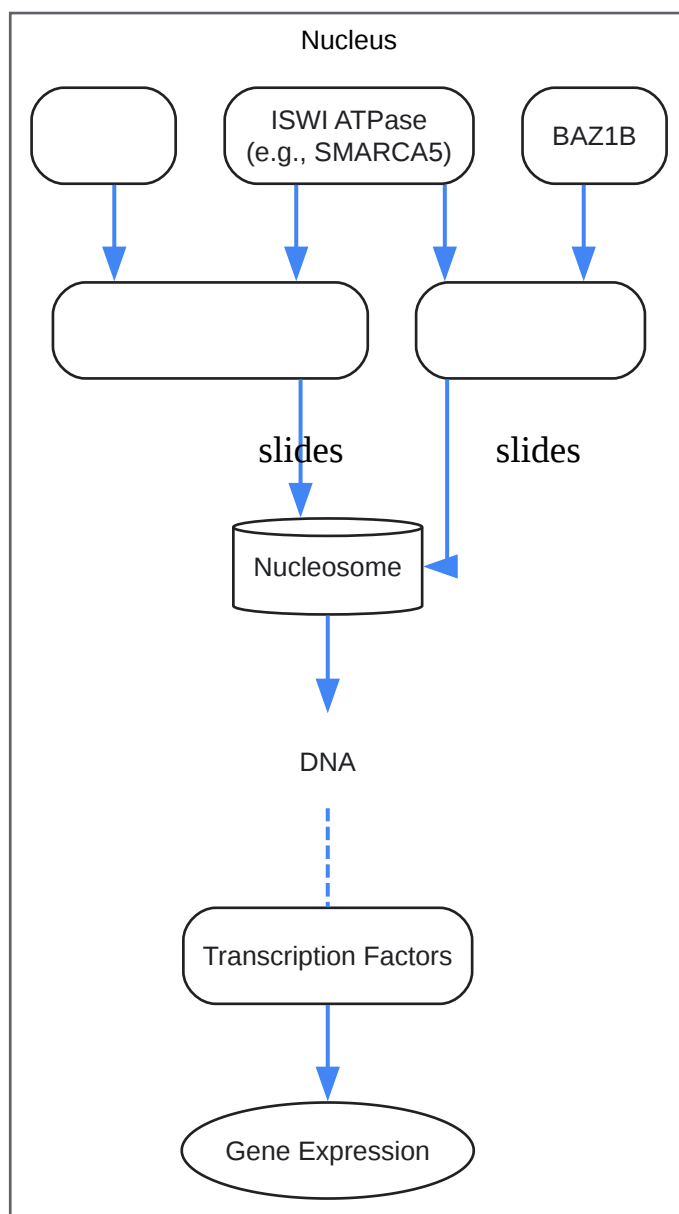 Nucleus
ISWI ATPase
(e.g., SMARCA5)
BAZ1B
slides
slides
Nucleosome
DNA
Transcription Factors
Gene Expression